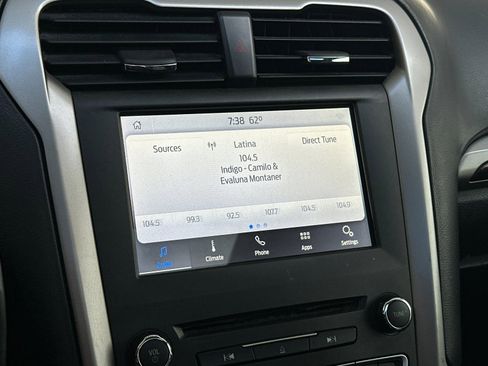 7:38 62°
Sources Latina Direct Tune
104.5
Indigo - Camilo &
Evaluna Montaner
104.5 99.3 92.5 107.7 104.5 104.9
Climate Phone Apps Settings
VOL
TUNE